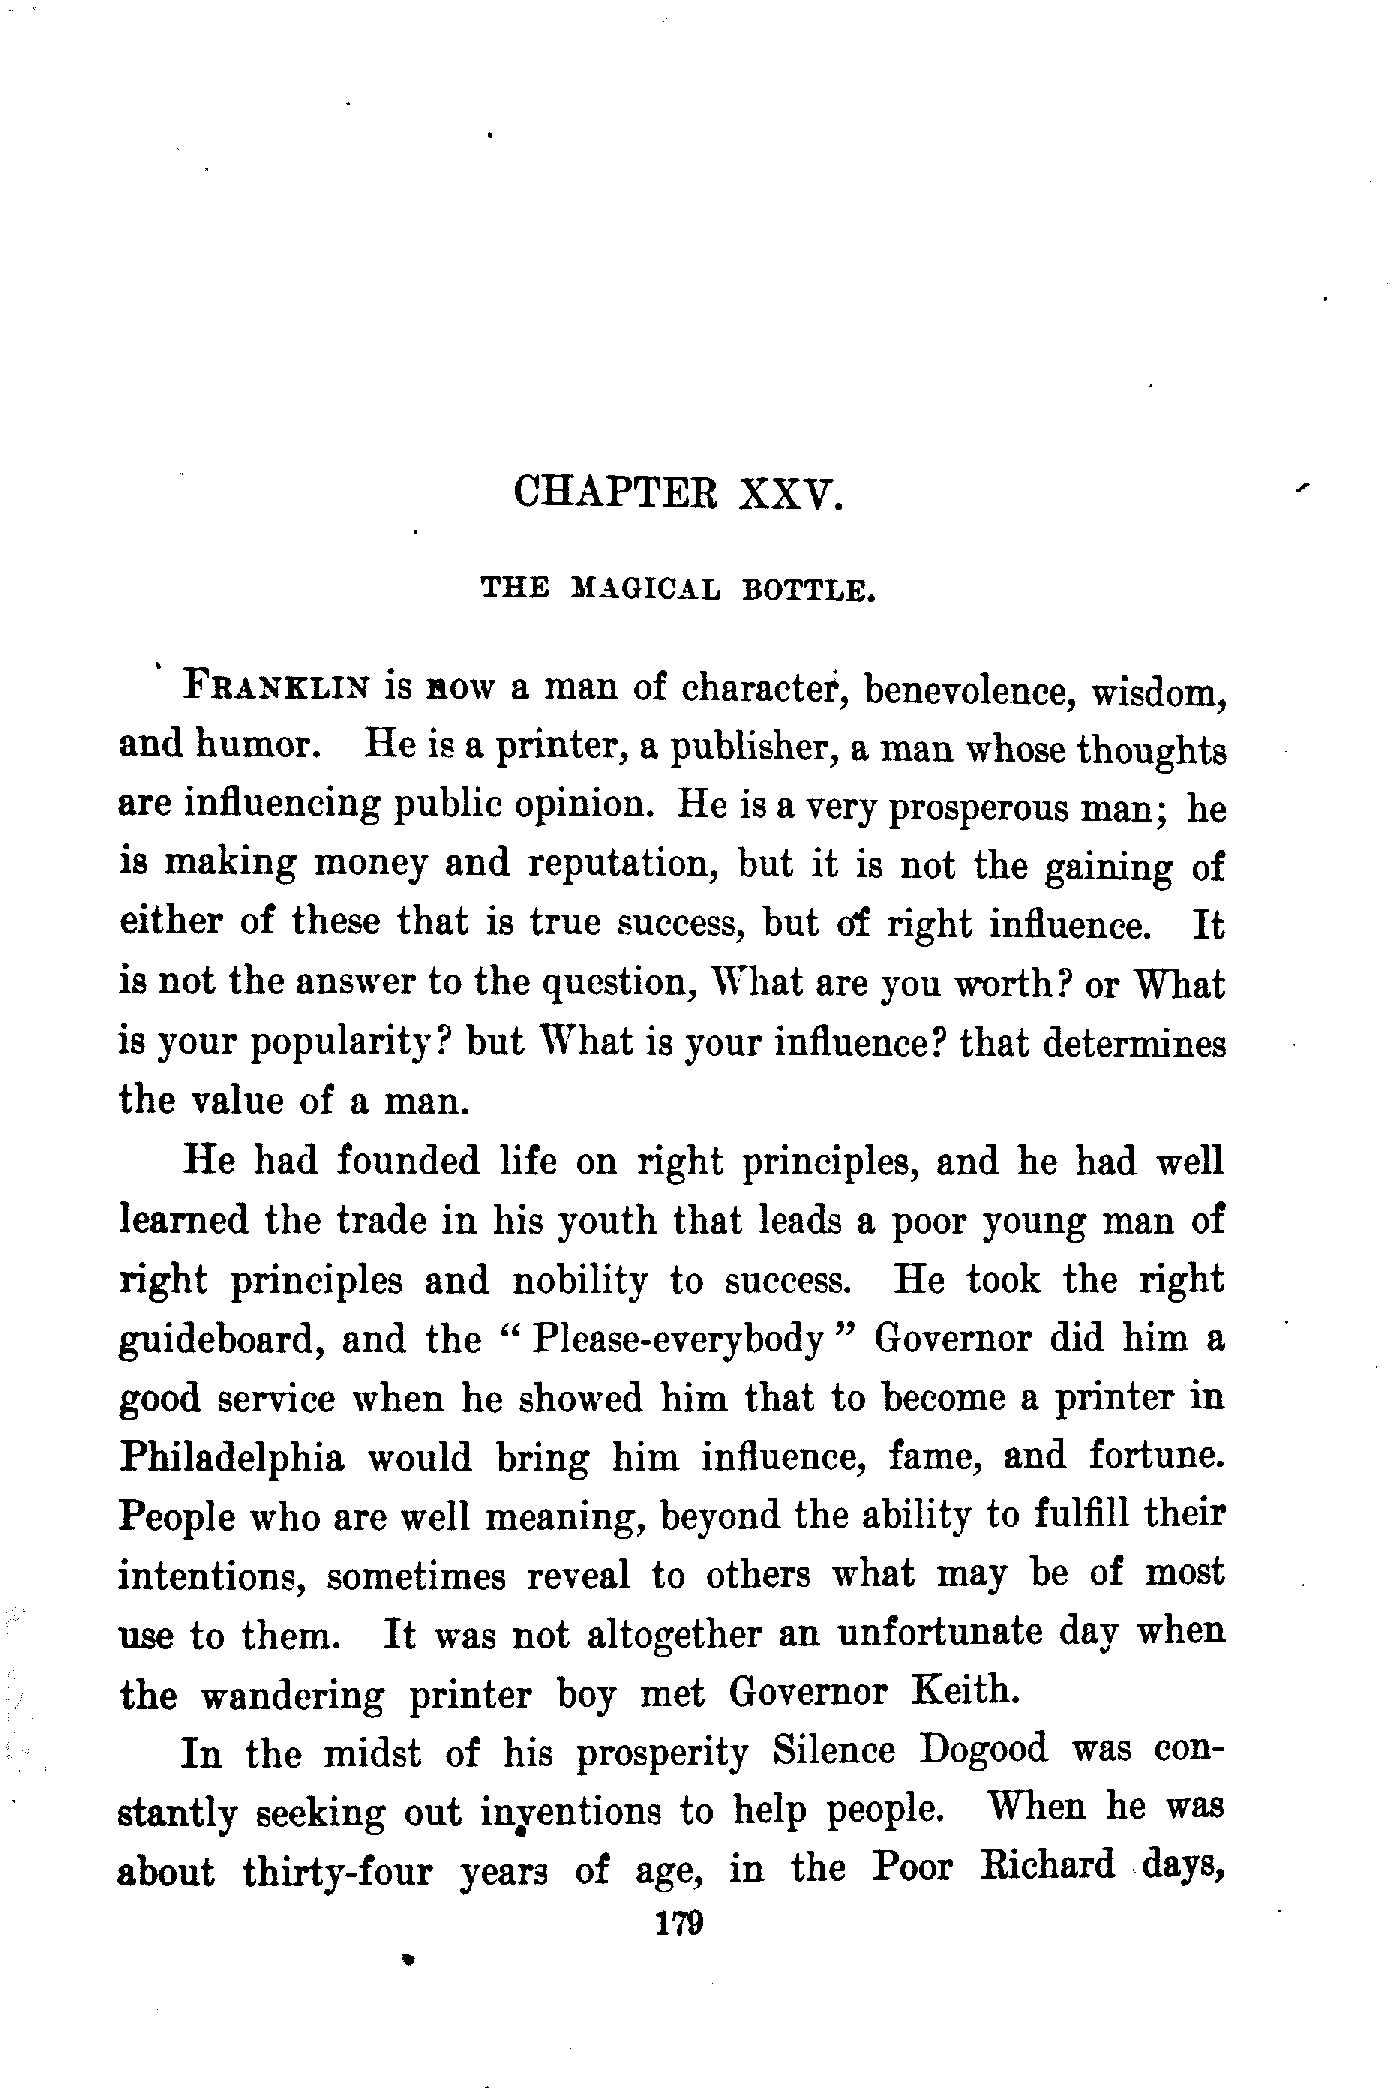 CHAPTER XXV.
THE MAGICAL BOTTLE.
FRANKLIN is now a man of character, benevolence, wisdom,
and humor. He is a printer, a publisher, a man whose thoughts
are influencing public opinion. He is a very prosperous man; he
is making money and reputation, but it is not the gaining of
either of these that is true success, but of right influence. It
is not the answer to the question, What are you worth? or What
is your popularity? but What is your influence? that determines
the value of a man.
He had founded life on right principles, and he had well
learned the trade in his youth that leads a poor young man of
right principles and nobility to success. He took the right
guideboard, and the “ Please-everybody ” Governor did him a
good service when he showed him that to become a printer in
Philadelphia would bring him influence, fame, and fortune.
People who are well meaning, beyond the ability to fulfill their
intentions, sometimes reveal to others what may be of most
use to them. It was not altogether an unfortunate day when
the wandering printer boy met Governor Keith.
In the midst of his prosperity Silence Dogood was con-
stantly seeking out inventions to help people. When he was
about thirty-four years of age, in the Poor Richard days,
179